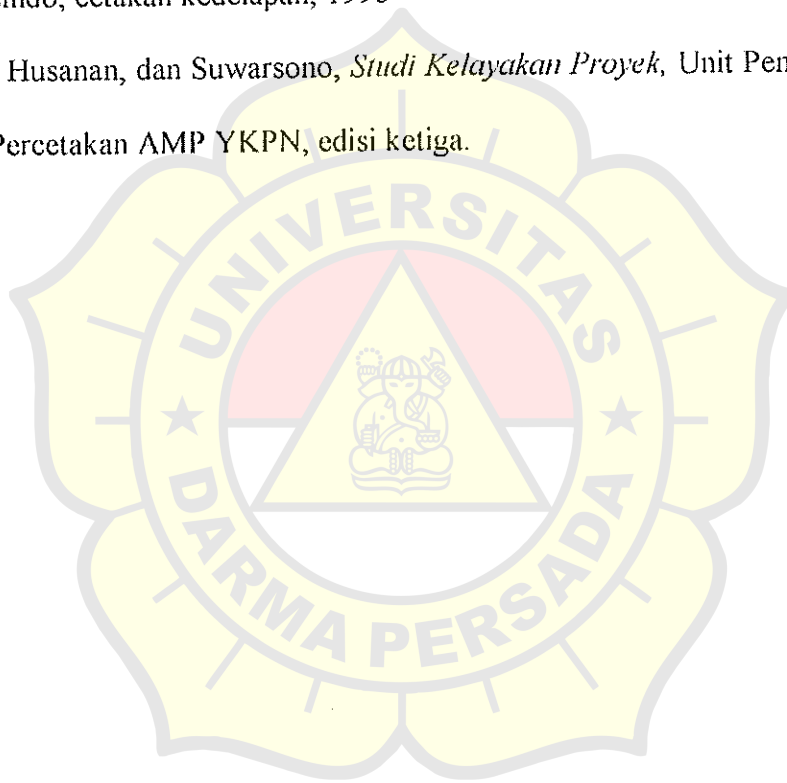 Husanan, dan Suwarsono, Studi Kelayakan Proyek, Unit Pen
Percetakan AMP YKPN, edisi ketiga.
UNIVERSITAS
DARMA PERSADA